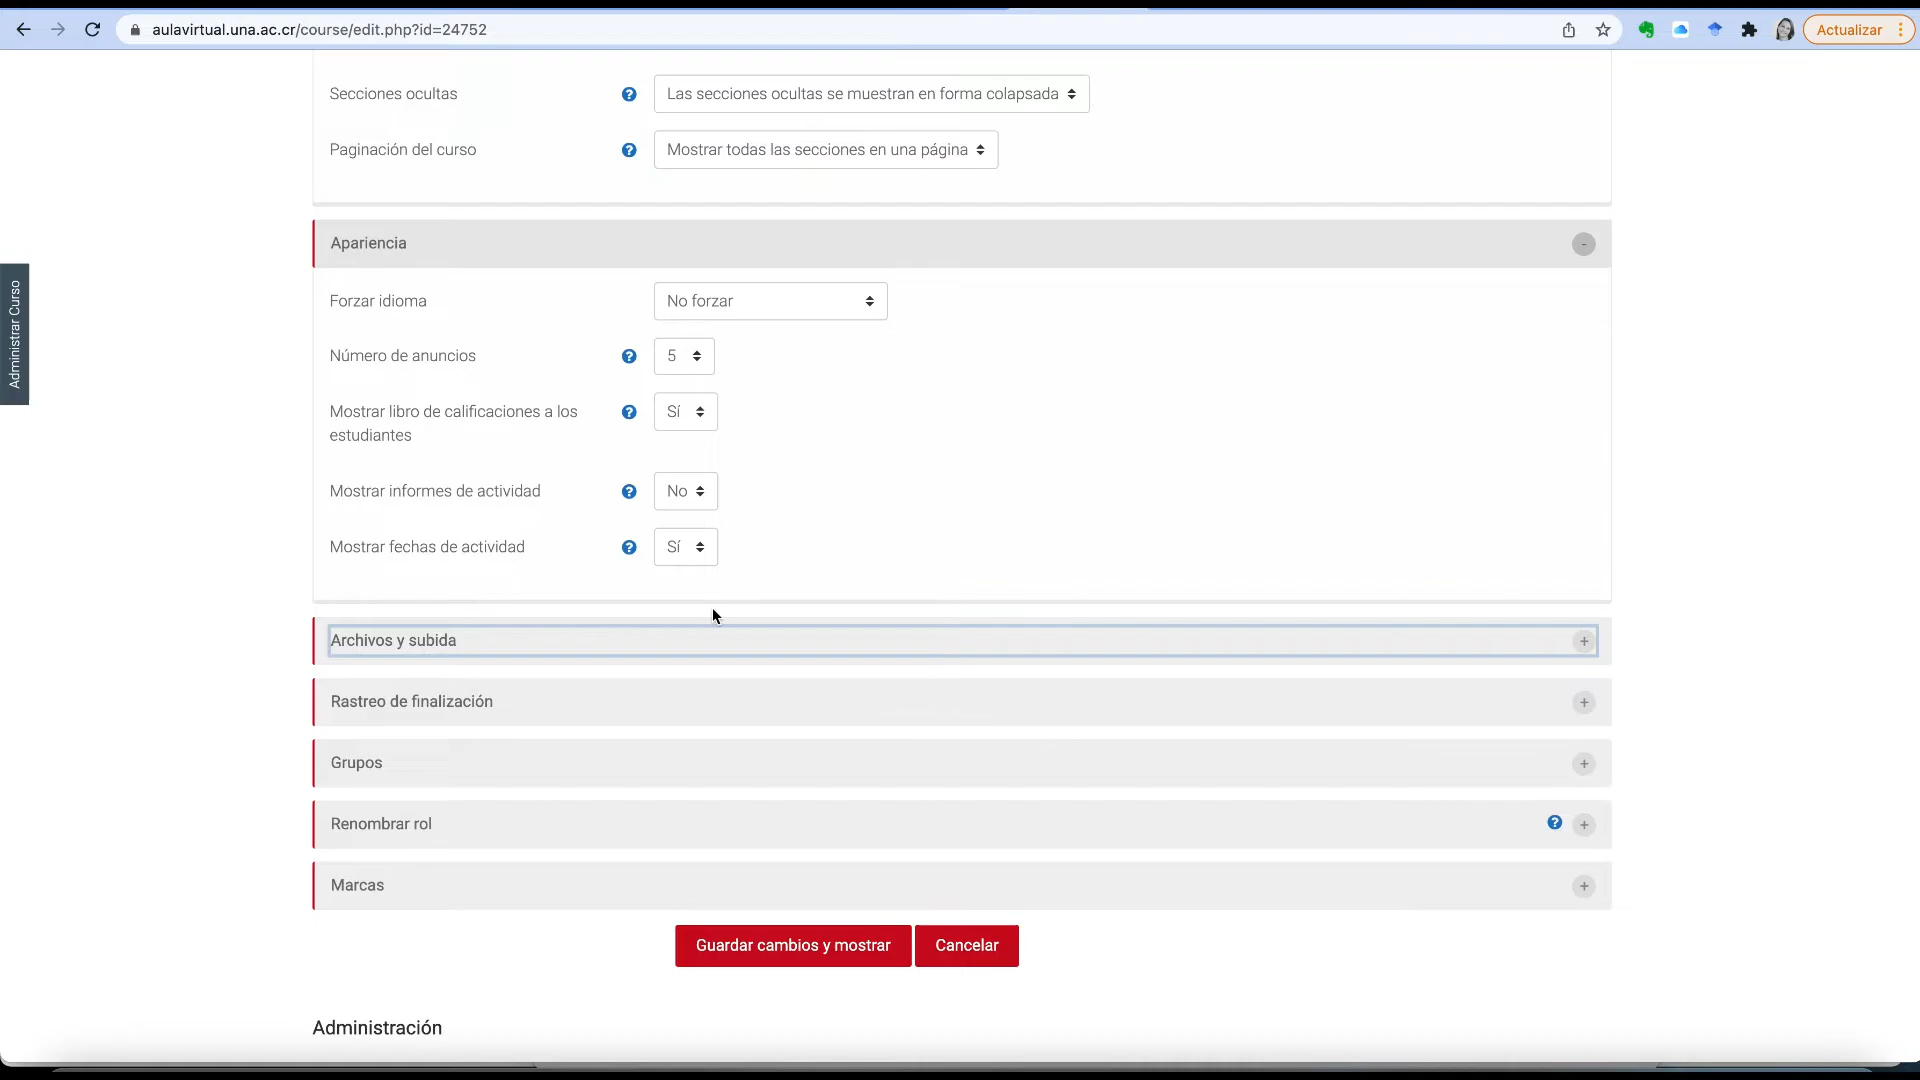 aulavirtual.una.ac.cr/course/edit.php?id=24752
Actualizar
Secciones ocultas
Las secciones ocultas se muestran en forma colapsada
Paginación del curso
Mostrar todas las secciones en una página
Apariencia
-
Administrar Curso
Forzar idioma
No forzar
Número de anuncios
5
Mostrar libro de calificaciones a los
estudiantes
Sí
Mostrar informes de actividad
No
Mostrar fechas de actividad
Sí
Archivos y subida
+
Rastreo de finalización
+
Grupos
+
Renombrar rol
+
Marcas
+
Guardar cambios y mostrar
Cancelar
Administración